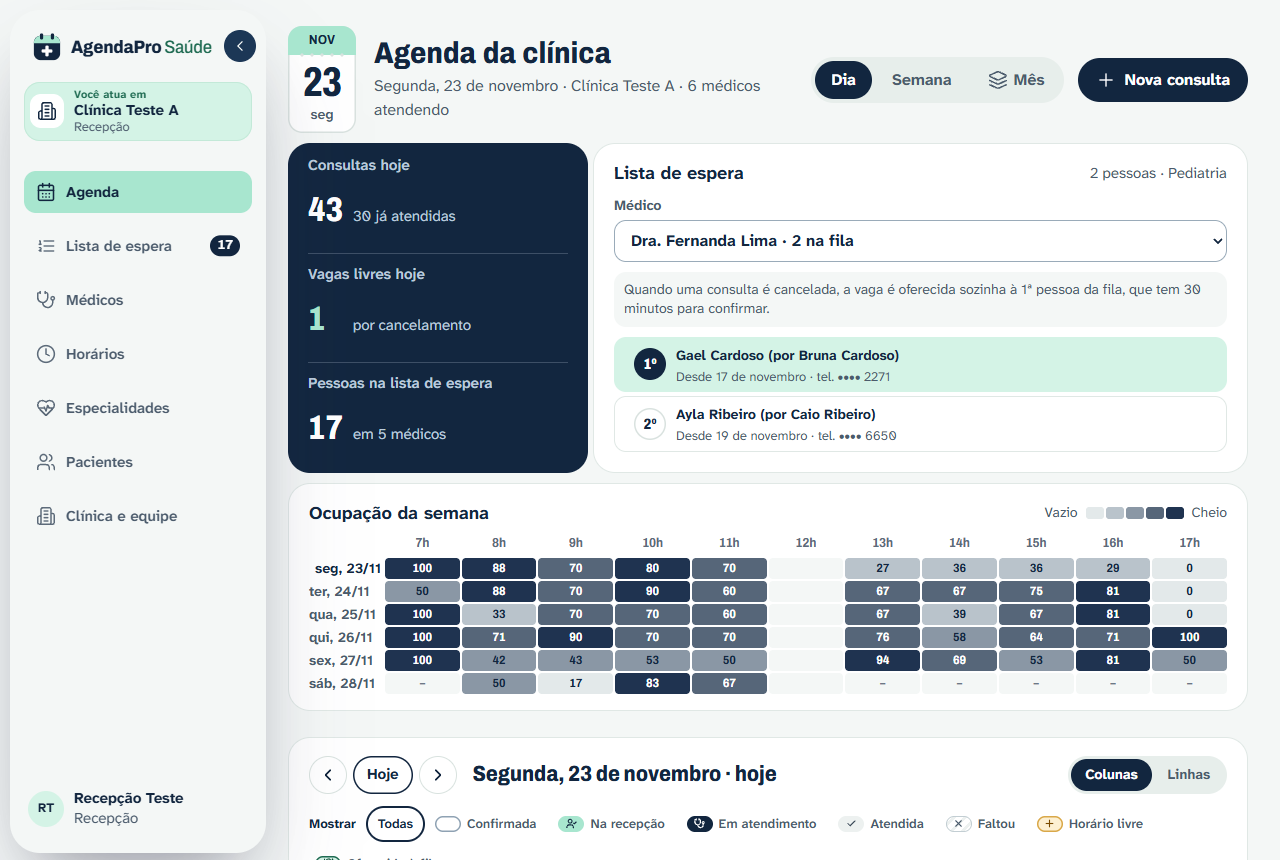 AgendaPro Saúde
Você atua em
Clínica Teste A
Recepção
Agenda
Lista de espera 17
Médicos
Horários
Especialidades
Pacientes
Clínica e equipe
RT
Recepção Teste
Recepção
NOV
23
seg
Agenda da clínica
Segunda, 23 de novembro · Clínica Teste A · 6 médicos
atendendo
Dia Semana Mês
Nova consulta
Consultas hoje
43 30 já atendidas
Vagas livres hoje
1 por cancelamento
Pessoas na lista de espera
17 em 5 médicos
Lista de espera 2 pessoas · Pediatria
Médico
Dra. Fernanda Lima · 2 na fila
Quando uma consulta é cancelada, a vaga é oferecida sozinha à 1ª pessoa da fila, que tem 30
minutos para confirmar.
1º Gael Cardoso (por Bruna Cardoso)
Desde 17 de novembro · tel. •••• 2271
2º Ayla Ribeiro (por Caio Ribeiro)
Desde 19 de novembro · tel. •••• 6650
Ocupação da semana Vazio Cheio
7h 8h 9h 10h 11h 12h 13h 14h 15h 16h 17h
seg, 23/11 100 88 70 80 70 27 36 36 29 0
ter, 24/11 50 88 70 90 60 67 67 76 81 0
qua, 25/11 100 33 70 70 60 67 39 67 81 0
qui, 26/11 100 71 90 70 70 76 58 64 71 100
sex, 27/11 100 42 43 53 50 94 69 53 81 50
sáb, 28/11 – 50 17 83 67 – – – – –
Hoje Segunda, 23 de novembro · hoje Colunas Linhas
Mostrar Todas Confirmada Na recepção Em atendimento Atendida Faltou Horário livre